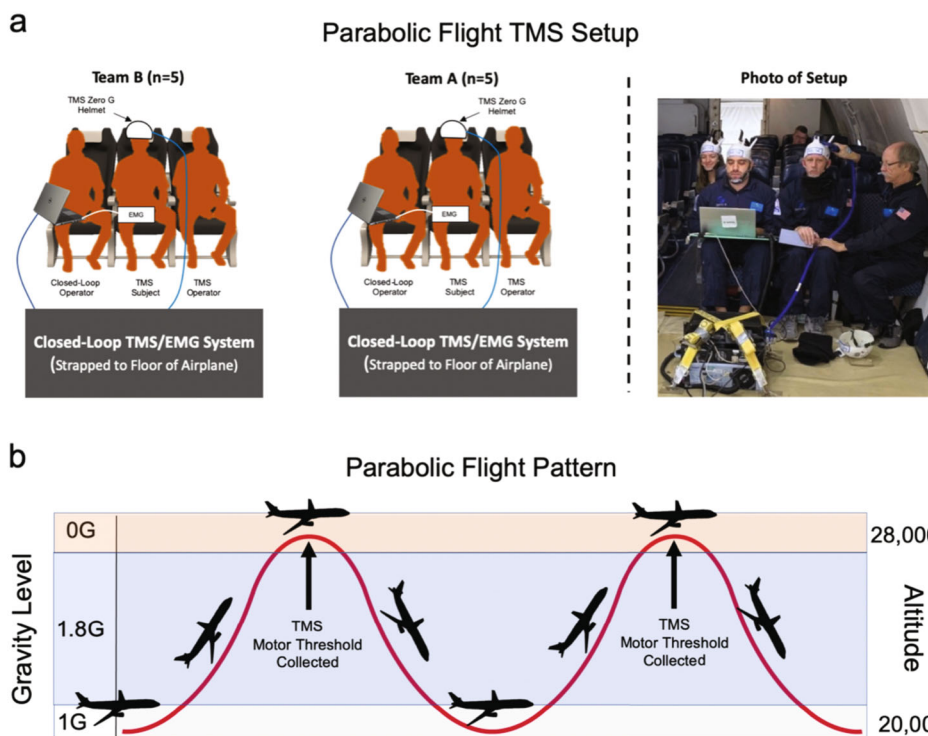 a
Parabolic Flight TMS Setup
Team B (n=5)
TMS Zero G
Helmet
EMG
Closed-Loop
Operator
TMS
Subject
TMS
Operator
Closed-Loop TMS/EMG System
(Strapped to Floor of Airplane)
Team A (n=5)
TMS Zero G
Helmet
EMG
Closed-Loop
Operator
TMS
Subject
TMS
Operator
Closed-Loop TMS/EMG System
(Strapped to Floor of Airplane)
Photo of Setup
b
Parabolic Flight Pattern
Gravity Level
0G
1.8G
1G
TMS
Motor Threshold
Collected
TMS
Motor Threshold
Collected
28,000
Altitude
20,00